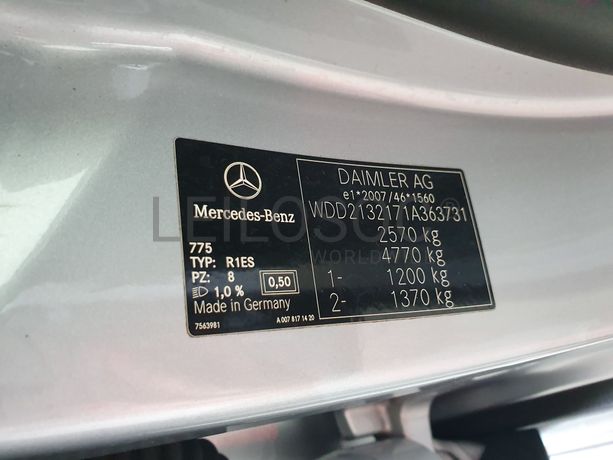 Mercedes-Benz
775
TYP: R1ES
PZ: 8
1,0 %
0,50
Made in Germany
7563981
A 007 817 14 20
DAIMLER AG
e1*2007/46*1560
WDD2132171A363731
2570 kg
4770 kg
1- 1200 kg
2- 1370 kg
WORLD